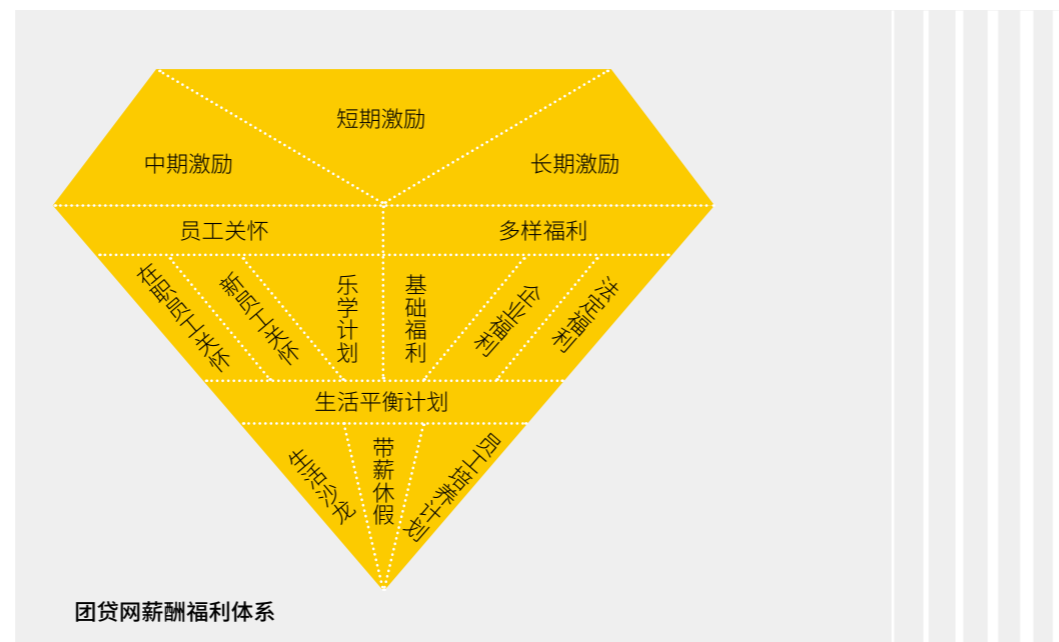 短期激励
中期激励
长期激励
员工关怀
多样福利
在职员工关怀
新员工关怀
乐学计划
基础福利
企业福利
法定福利
生活平衡计划
生活沙龙
带薪休假
员工培养计划
团贷网薪酬福利体系